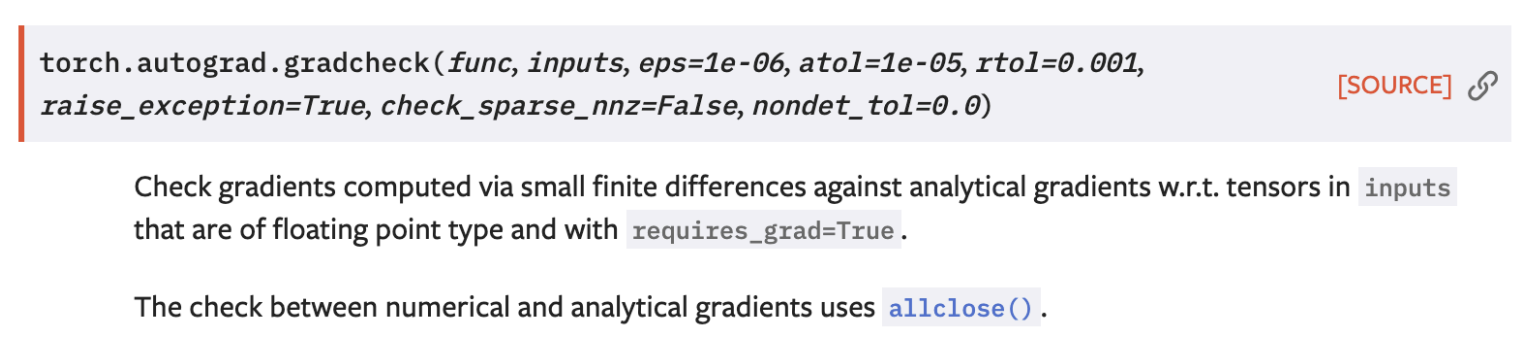 torch.autograd.gradcheck(func, inputs, eps=1e-06, atol=1e-05, rtol=0.001,
raise_exception=True, check_sparse_nnz=False, nondet_tol=0.0)
[SOURCE]
Check gradients computed via small finite differences against analytical gradients w.r.t. tensors in inputs
that are of floating point type and with requires_grad=True.
The check between numerical and analytical gradients uses allclose().